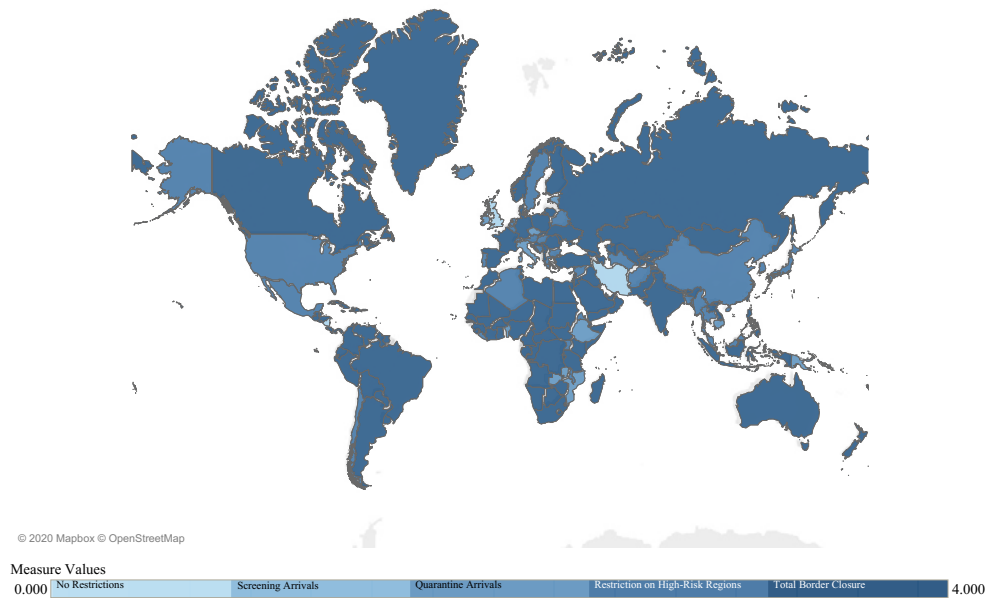 © 2020 Mapbox © OpenStreetMap
Measure Values
0.000 No Restrictions Screening Arrivals Quarantine Arrivals Restriction on High-Risk Regions Total Border Closure 4.000